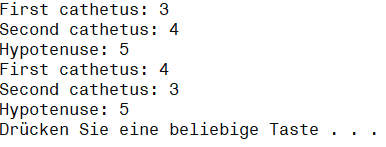 First cathetus: 3
Second cathetus: 4
Hypotenuse: 5
First cathetus: 4
Second cathetus: 3
Hypotenuse: 5
Drücken Sie eine beliebige Taste . . .